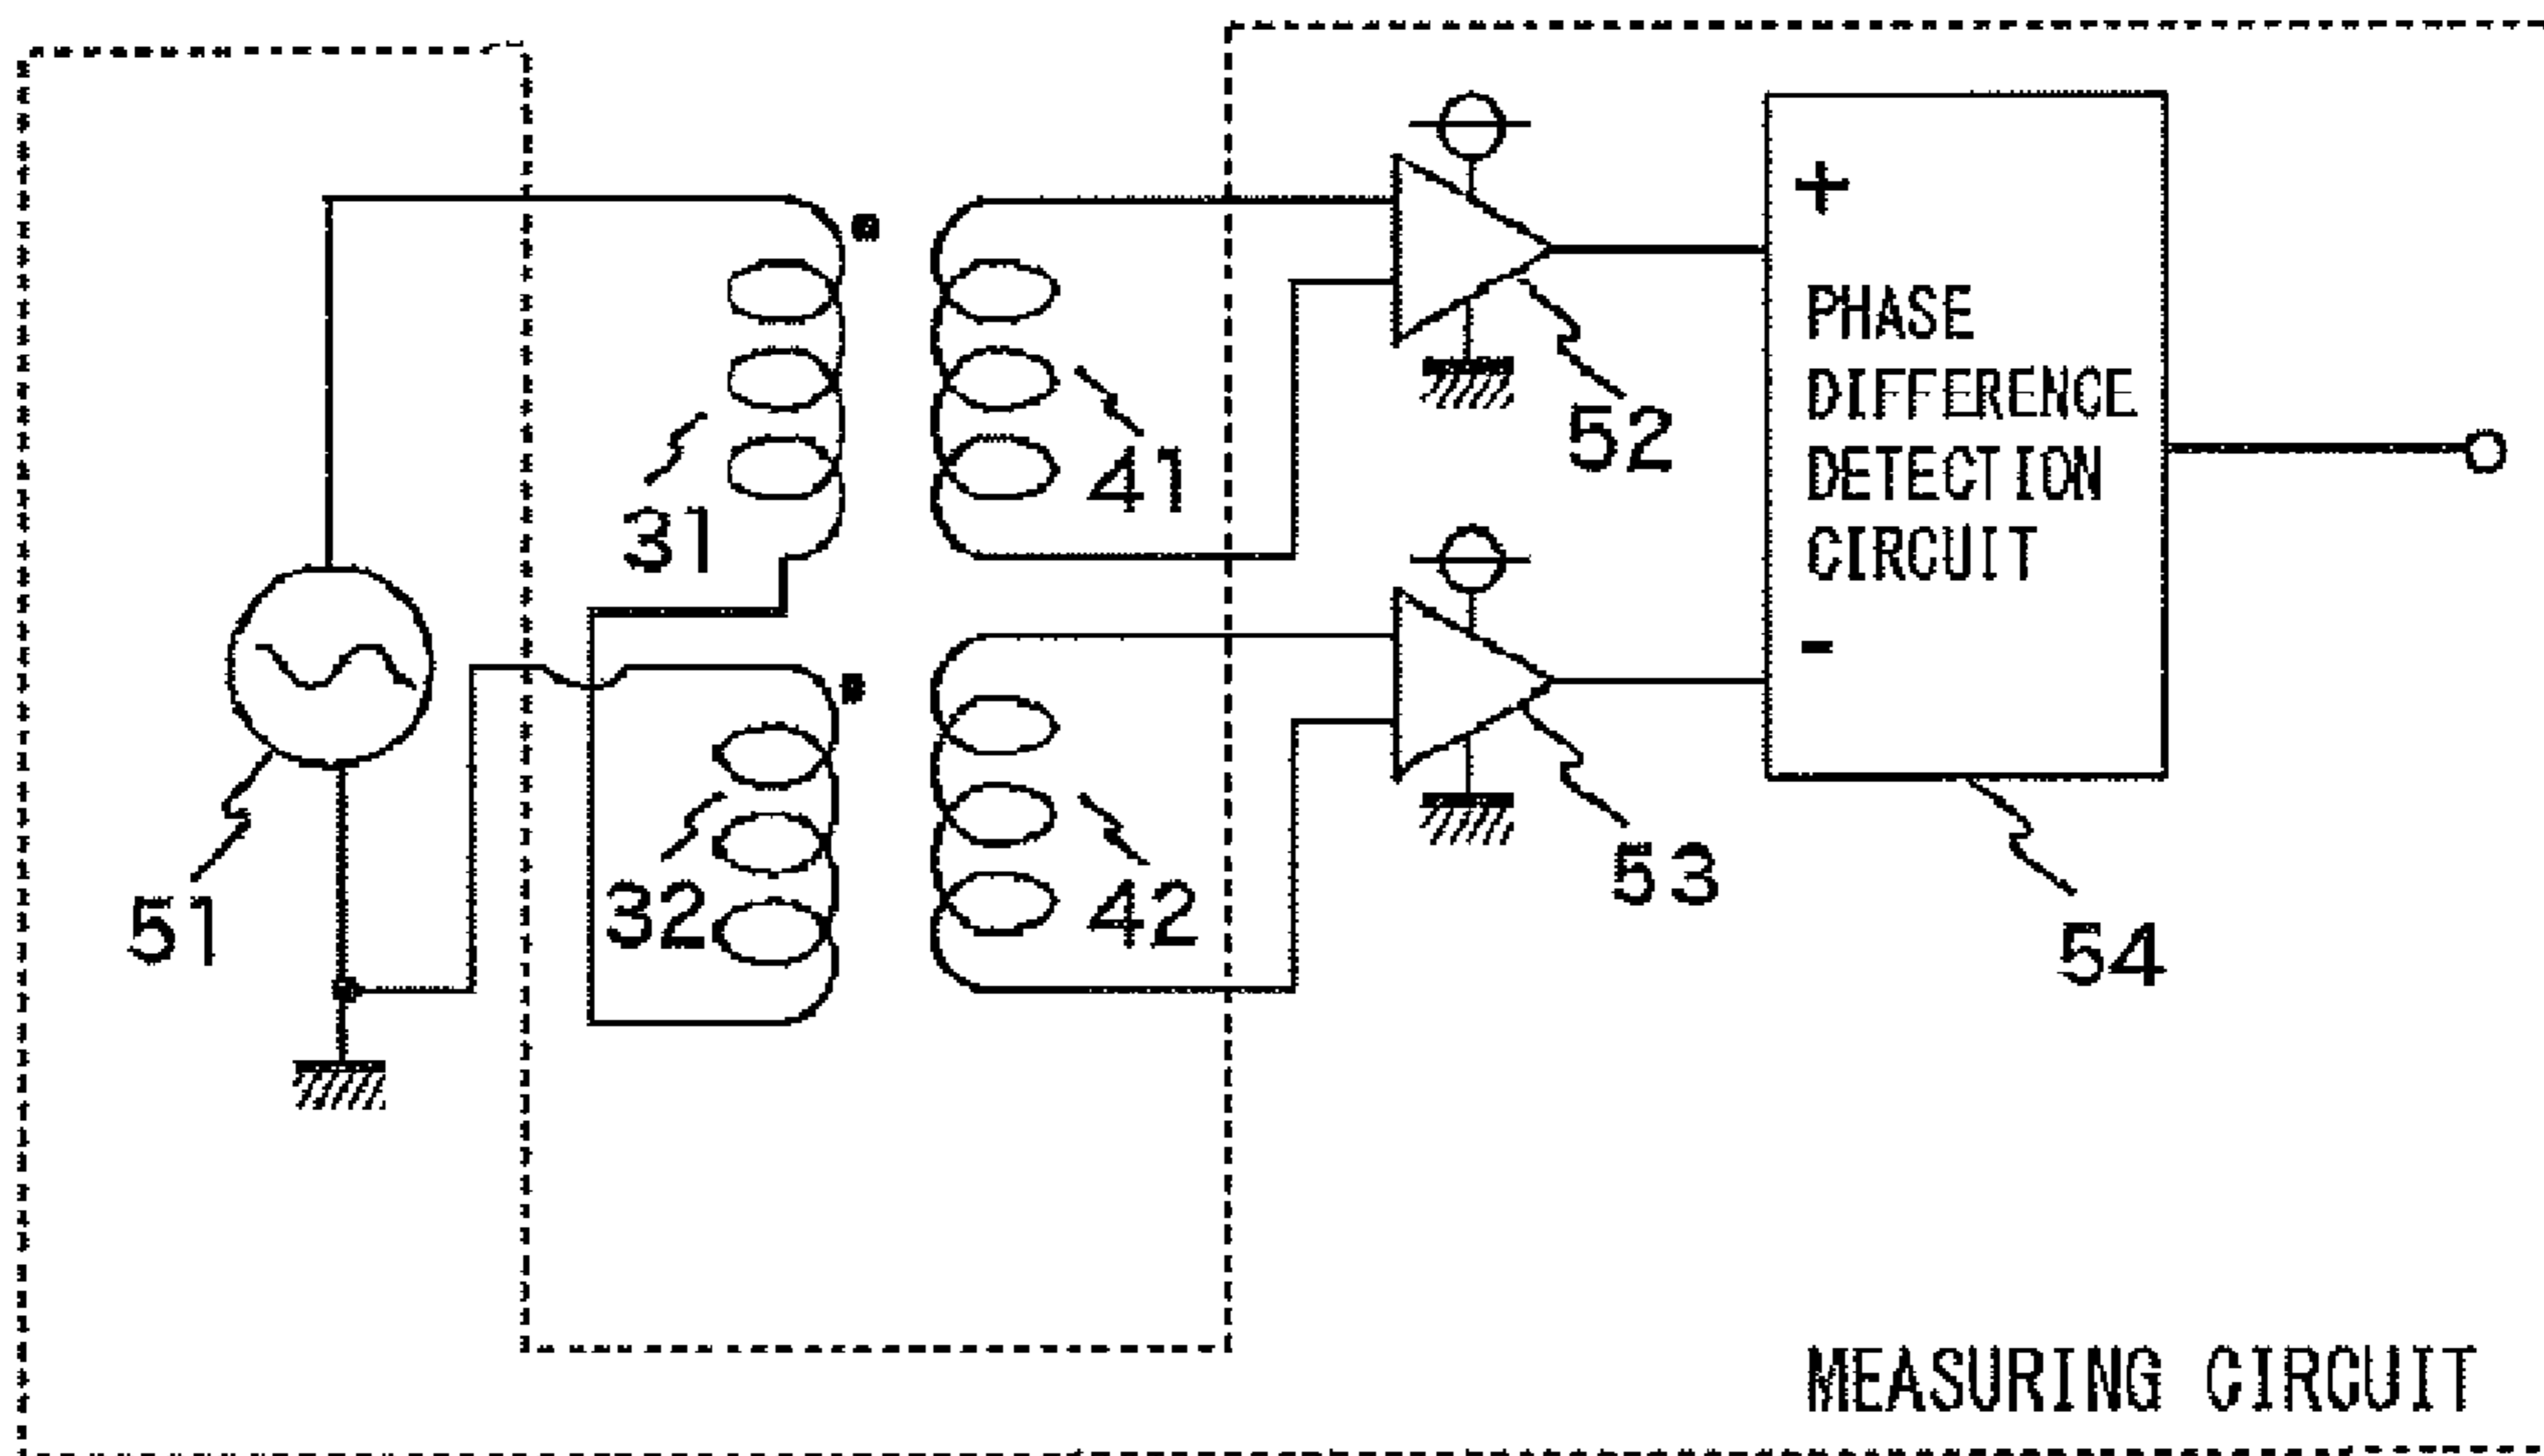 +
PHASE
DIFFERENCE
DETECTION
CIRCUIT
-
52
41
31
53
32
42
51
54
MEASURING CIRCUIT